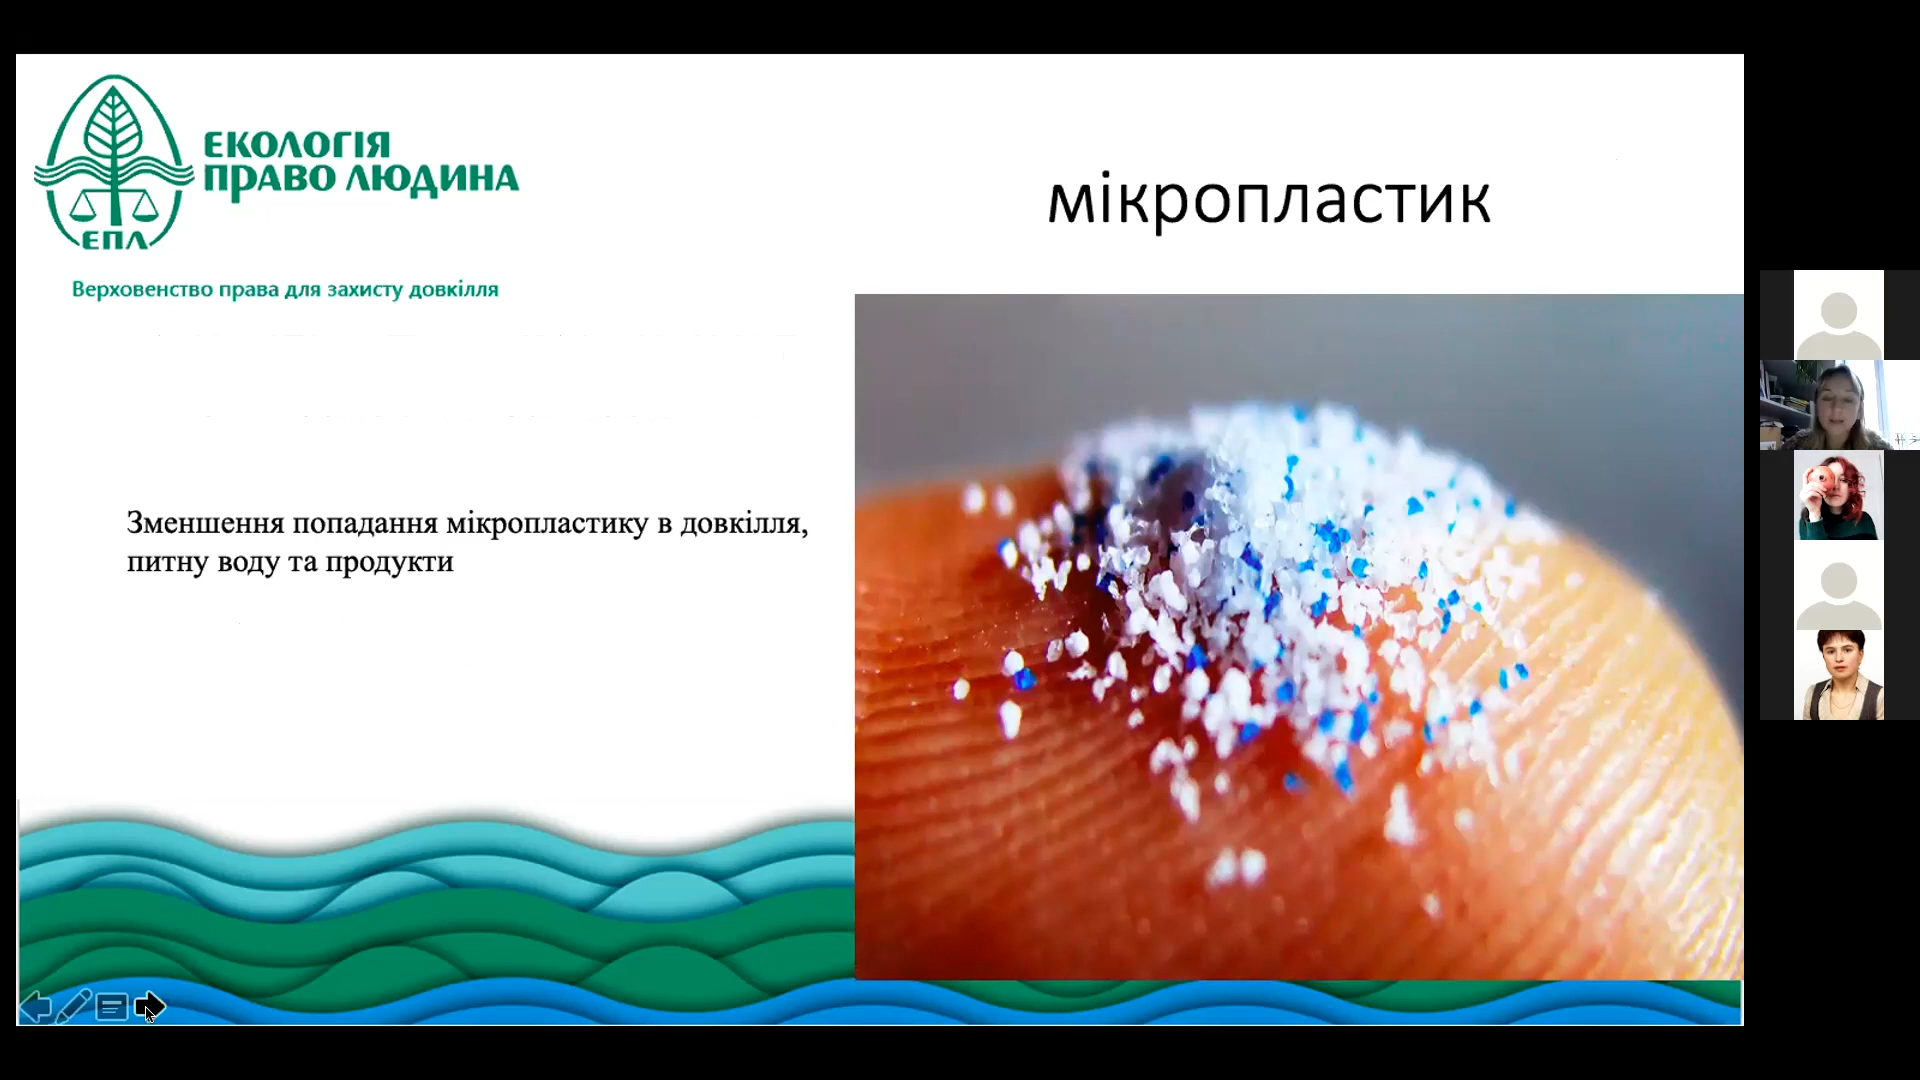 ЕКОЛОГІЯ
ПРАВО ЛЮДИНА
ЕПЛ
Верховенство права для захисту довкілля
мікропластик
Зменшення попадання мікропластику в довкілля,
питну воду та продукти